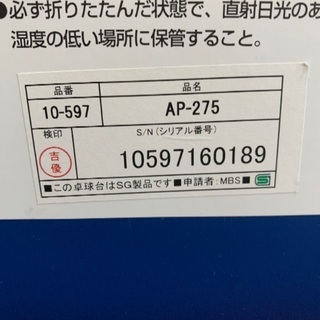 ●必ず折りたたんだ状態で、直射日光のあ
湿度の低い場所に保管すること。
品番 品名
10-597 AP-275
検印 S/N(シリアル番号)
吉優 10597160189
■この卓球台はSG製品です■申請者:MBS■